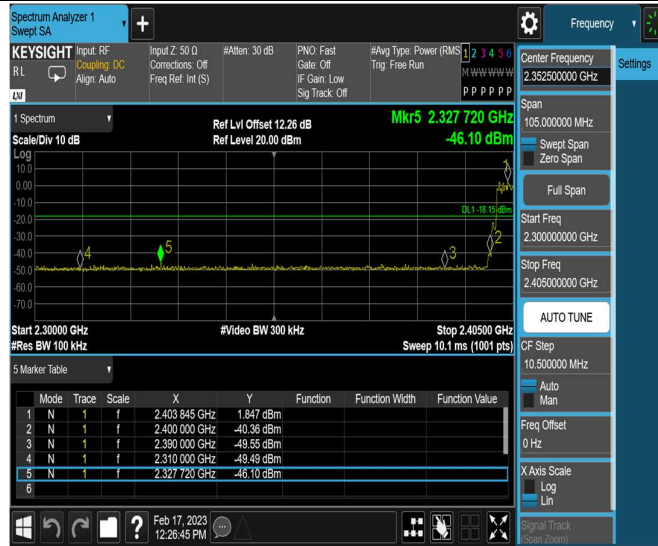 Spectrum Analyzer 1
Swept SA
+
Frequency
KEYSIGHT
RL
LXI
Input: RF
Coupling: DC
Align: Auto
Input Z: 50 Ω
Corrections: Off
Freq Ref: Int (S)
#Atten: 30 dB
PNO: Fast
Gate: Off
IF Gain: Low
Sig Track: Off
#Avg Type: Power (RMS
Trig: Free Run
1 2 3 4 5 6
M W W W W W
P P P P P P
1 Spectrum
Scale/Div 10 dB
Ref Lvl Offset 12.26 dB
Ref Level 20.00 dBm
Mkr5 2.327 720 GHz
-46.10 dBm
Log
10.0
0.00
-10.0
-20.0
-30.0
-40.0
-50.0
-60.0
-70.0
DL1 -18.15 dBm
1
2
3
4
5
Start 2.30000 GHz
#Res BW 100 kHz
#Video BW 300 kHz
Stop 2.40500 GHz
Sweep 10.1 ms (1001 pts)
5 Marker Table
Mode Trace Scale X Y Function Function Width Function Value
1 N 1 f 2.403 845 GHz 1.847 dBm
2 N 1 f 2.400 000 GHz -40.36 dBm
3 N 1 f 2.390 000 GHz -49.55 dBm
4 N 1 f 2.310 000 GHz -49.49 dBm
5 N 1 f 2.327 720 GHz -46.10 dBm
6
?
Feb 17, 2023
12:26:45 PM
Center Frequency
2.352500000 GHz
Settings
Span
105.000000 MHz
Swept Span
Zero Span
Full Span
Start Freq
2.300000000 GHz
Stop Freq
2.405000000 GHz
AUTO TUNE
CF Step
10.500000 MHz
Auto
Man
Freq Offset
0 Hz
X Axis Scale
Log
Lin
Signal Track
(Span Zoom)